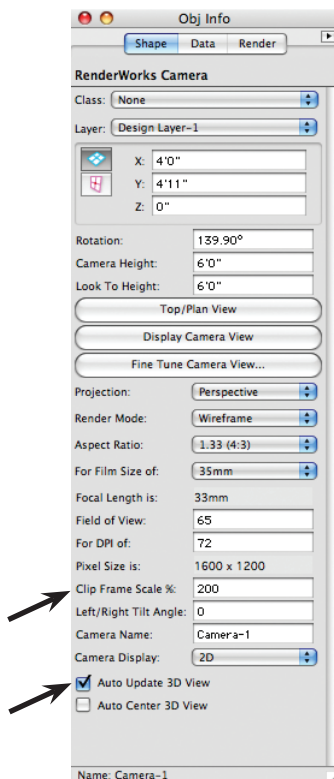 Obj Info
Shape Data Render
RenderWorks Camera
Class: None
Layer: Design Layer-1
X: 4'0"
Y: 4'11"
Z: 0"
Rotation: 139.90°
Camera Height: 6'0"
Look To Height: 6'0"
Top/Plan View
Display Camera View
Fine Tune Camera View...
Projection: Perspective
Render Mode: Wireframe
Aspect Ratio: 1.33 (4:3)
For Film Size of: 35mm
Focal Length is: 33mm
Field of View: 65
For DPI of: 72
Pixel Size is: 1600 x 1200
Clip Frame Scale %: 200
Left/Right Tilt Angle: 0
Camera Name: Camera-1
Camera Display: 2D
Auto Update 3D View
Auto Center 3D View
Name: Camera-1